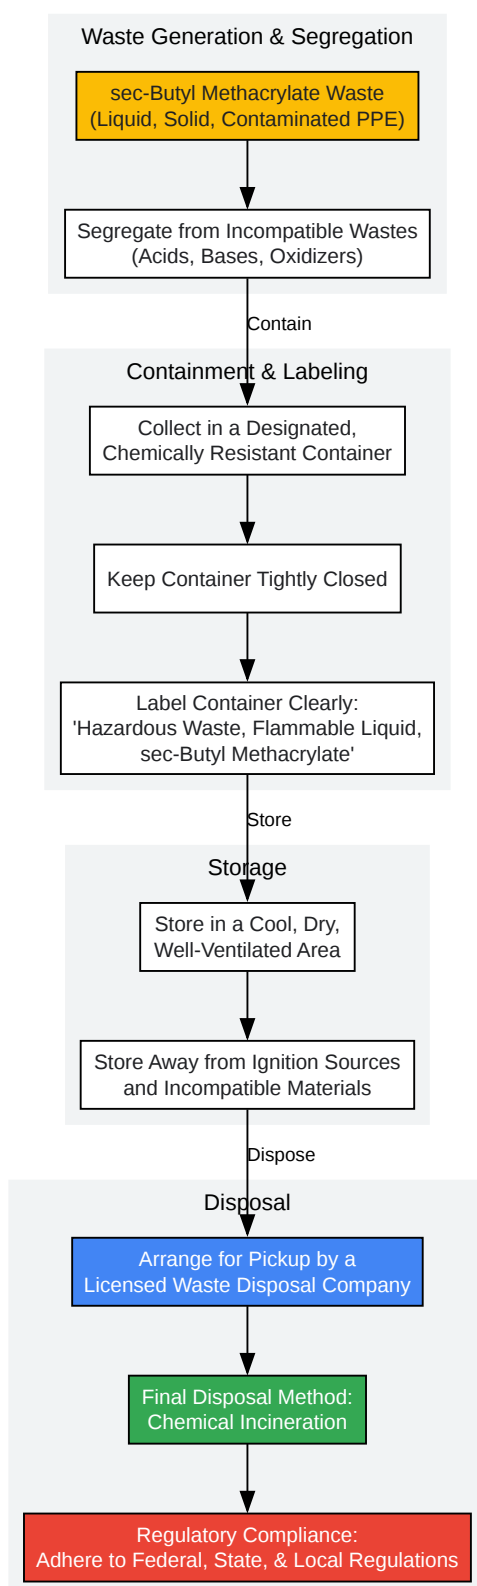 Waste Generation & Segregation
sec-Butyl Methacrylate Waste
(Liquid, Solid, Contaminated PPE)
Segregate from Incompatible Wastes
(Acids, Bases, Oxidizers)
Contain
Containment & Labeling
Collect in a Designated,
Chemically Resistant Container
Keep Container Tightly Closed
Label Container Clearly:
'Hazardous Waste, Flammable Liquid,
sec-Butyl Methacrylate'
Store
Storage
Store in a Cool, Dry,
Well-Ventilated Area
Store Away from Ignition Sources
and Incompatible Materials
Dispose
Disposal
Arrange for Pickup by a
Licensed Waste Disposal Company
Final Disposal Method:
Chemical Incineration
Regulatory Compliance:
Adhere to Federal, State, & Local Regulations